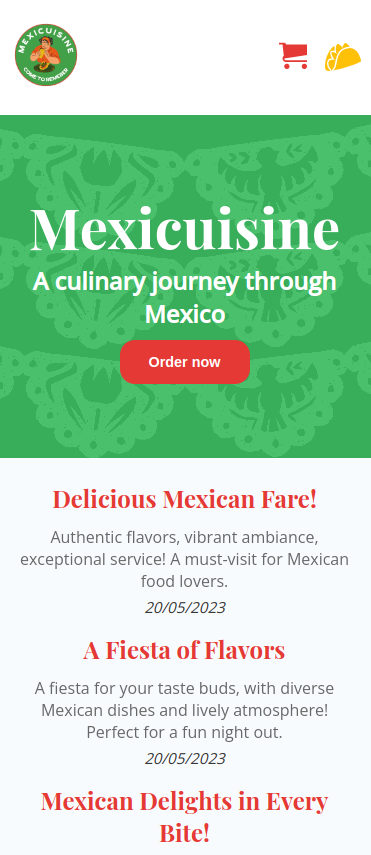 MEXICUISINE
COME TO REMEMBER
Mexicuisine
A culinary journey through
Mexico
Order now
Delicious Mexican Fare!
Authentic flavors, vibrant ambiance,
exceptional service! A must-visit for Mexican
food lovers.
20/05/2023
A Fiesta of Flavors
A fiesta for your taste buds, with diverse
Mexican dishes and lively atmosphere!
Perfect for a fun night out.
20/05/2023
Mexican Delights in Every
Bite!